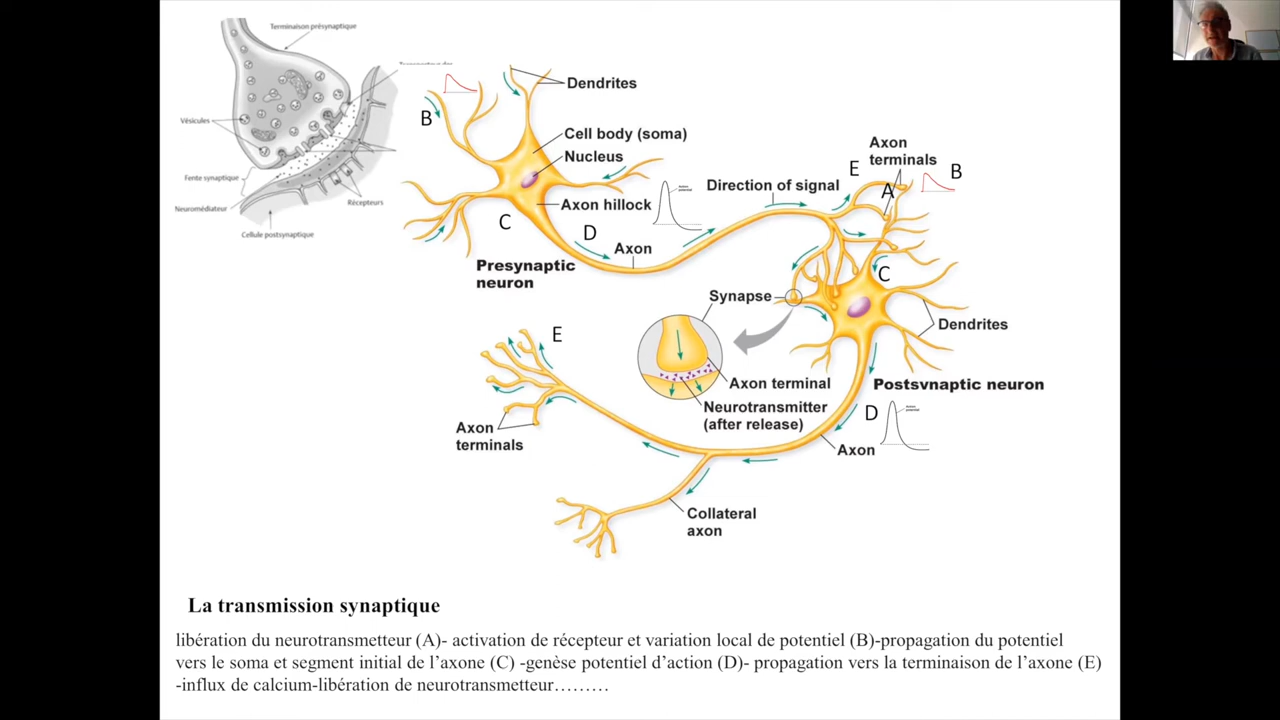 Terminaison présynaptique
Vésicules
Fente synaptique
Neuromédiateur
Récepteurs
Cellule postsynaptique
Dendrites
B
Cell body (soma)
Nucleus
Axon hillock
C
D
Axon
Presynaptic
neuron
Direction of signal
Axon
terminals
E
B
A
C
Synapse
Dendrites
E
Axon terminal
Neurotransmitter
(after release)
Postsynaptic neuron
D
Axon
Axon
terminals
Collateral
axon
La transmission synaptique
libération du neurotransmetteur (A)- activation de récepteur et variation local de potentiel (B)-propagation du potentiel
vers le soma et segment initial de l’axone (C) -genèse potentiel d’action (D)- propagation vers la terminaison de l’axone (E)
-influx de calcium-libération de neurotransmetteur………